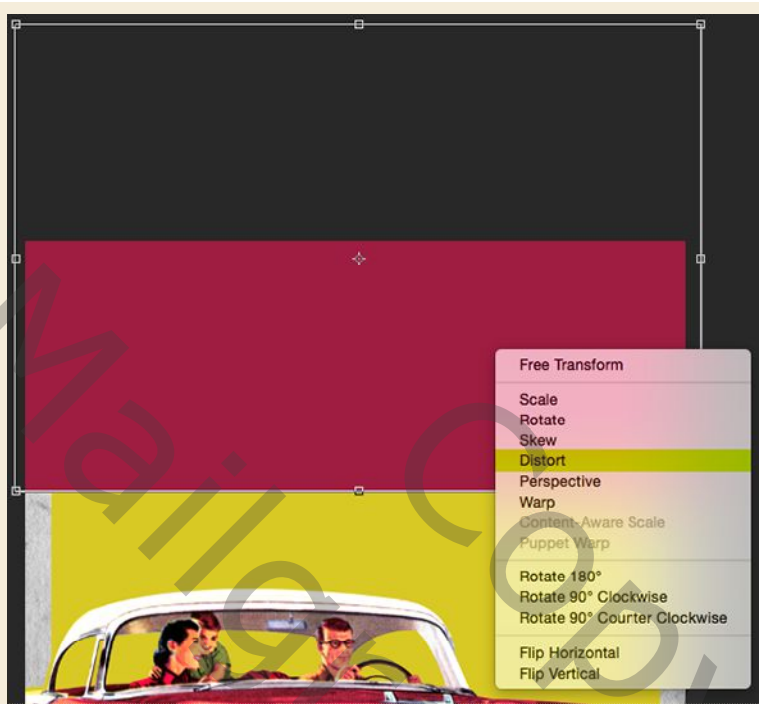 Free Transform
Scale
Rotate
Skew
Distort
Perspective
Warp
Content-Aware Scale
Puppet Warp
Rotate 180°
Rotate 90° Clockwise
Rotate 90° Counter Clockwise
Flip Horizontal
Flip Vertical